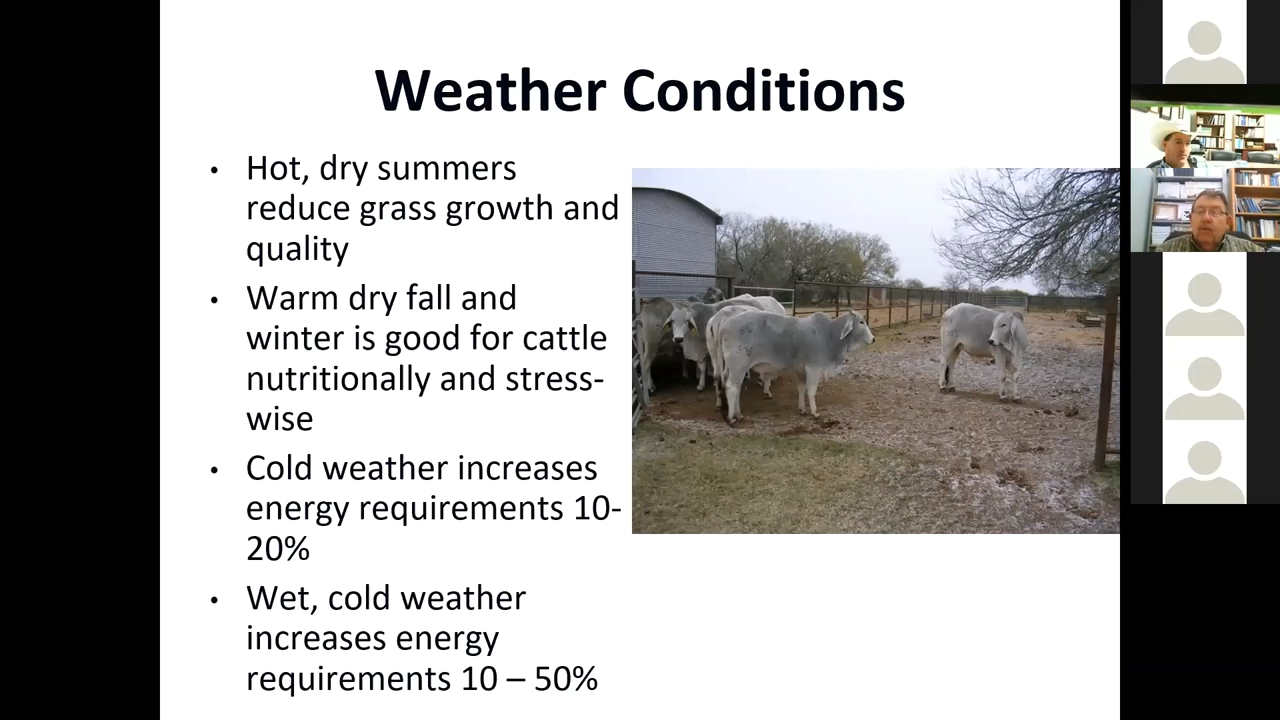 Weather Conditions
• Hot, dry summers
reduce grass growth and
quality
• Warm dry fall and
winter is good for cattle
nutritionally and stress-
wise
• Cold weather increases
energy requirements 10-
20%
• Wet, cold weather
increases energy
requirements 10 – 50%